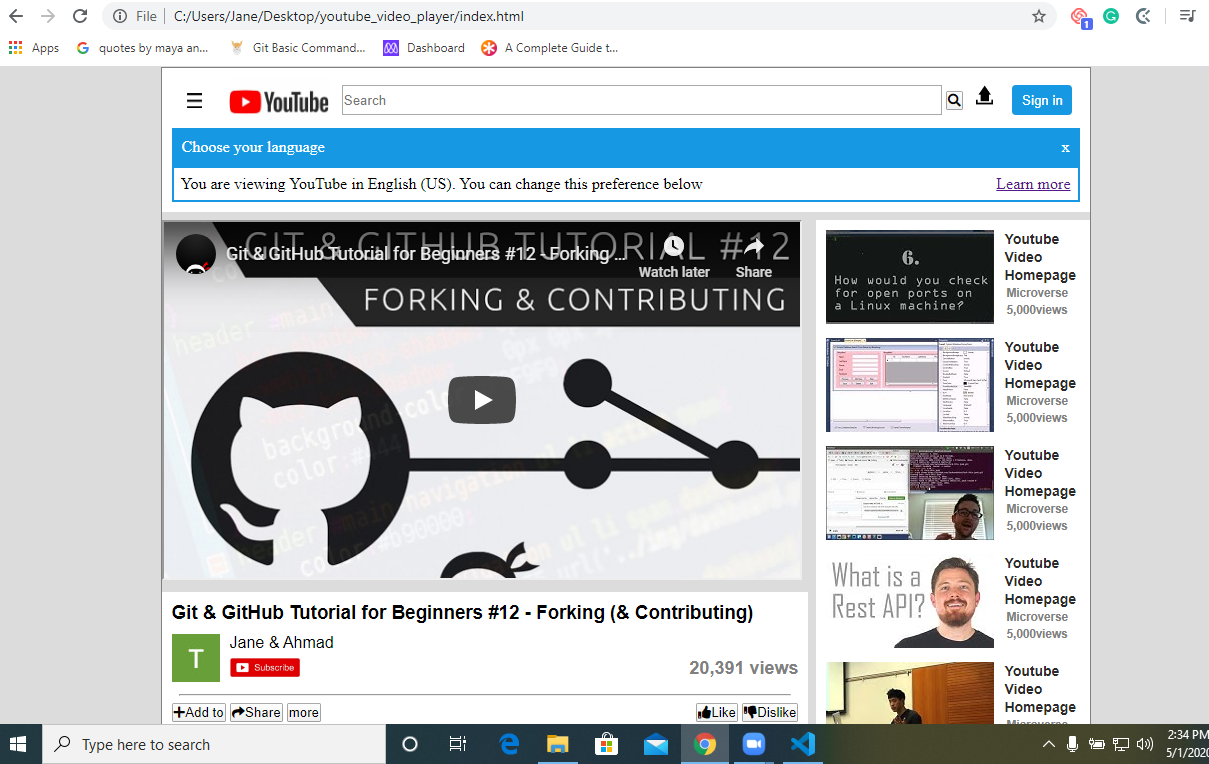 File | C:/Users/Jane/Desktop/youtube_video_player/index.html
1
Apps
quotes by maya an...
Git Basic Command...
Dashboard
A Complete Guide t...
YouTube
Search
Sign in
Choose your language
x
You are viewing YouTube in English (US). You can change this preference below
Learn more
GIT & GITHUB TUTORIAL #12
Git & GitHub Tutorial for Beginners #12 - Forking ...
Watch later
Share
FORKING & CONTRIBUTING
Git & GitHub Tutorial for Beginners #12 - Forking (& Contributing)
T
Jane & Ahmad
Subscribe
20,391 views
Add to
Share
more
Like
Dislike
6.
How would you check
for open ports on
a Linux machine?
Youtube
Video
Homepage
Microverse
5,000views
Youtube
Video
Homepage
Microverse
5,000views
Youtube
Video
Homepage
Microverse
5,000views
What is a
Rest API?
Youtube
Video
Homepage
Microverse
5,000views
Youtube
Video
Homepage
Microverse
Type here to search
2:34 PM
5/1/2020